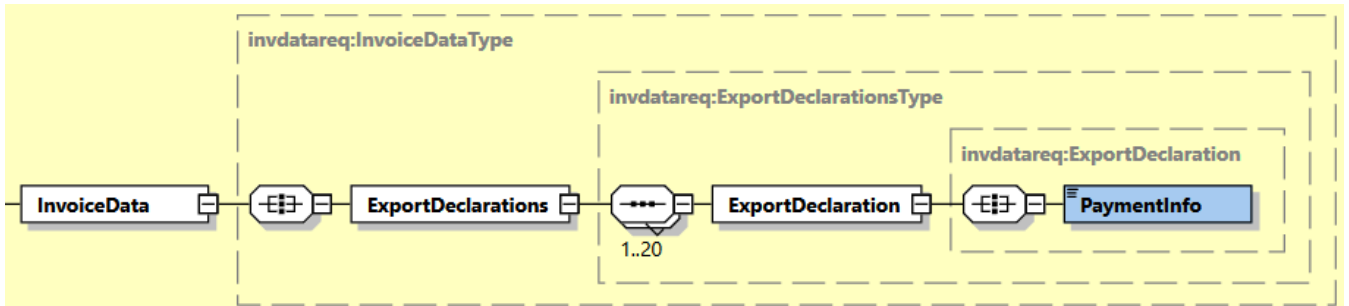 invdatareq:InvoiceDataType
invdatareq:ExportDeclarationsType
invdatareq:ExportDeclaration
InvoiceData
ExportDeclarations
ExportDeclaration
PaymentInfo
1..20